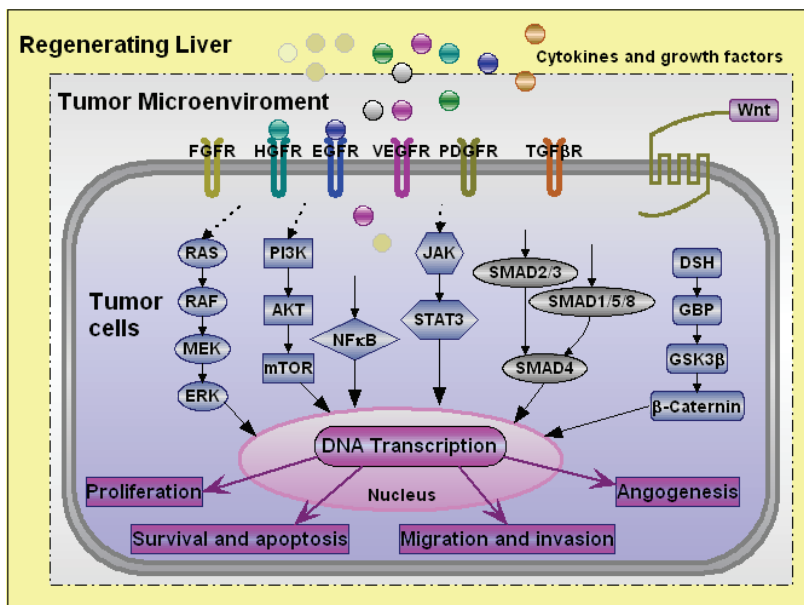 Regenerating Liver
Cytokines and growth factors
Tumor Microenviroment
Wnt
FGFR HGFR EGFR VEGFR PDGFR TGFβR
RAS
PI3K
JAK
SMAD2/3
DSH
RAF
AKT
STAT3
SMAD1/5/8
GBP
Tumor
cells
MEK
NFκB
mTOR
SMAD4
GSK3β
ERK
β-Caternin
DNA Transcription
Nucleus
Proliferation
Angogenesis
Survival and apoptosis
Migration and invasion